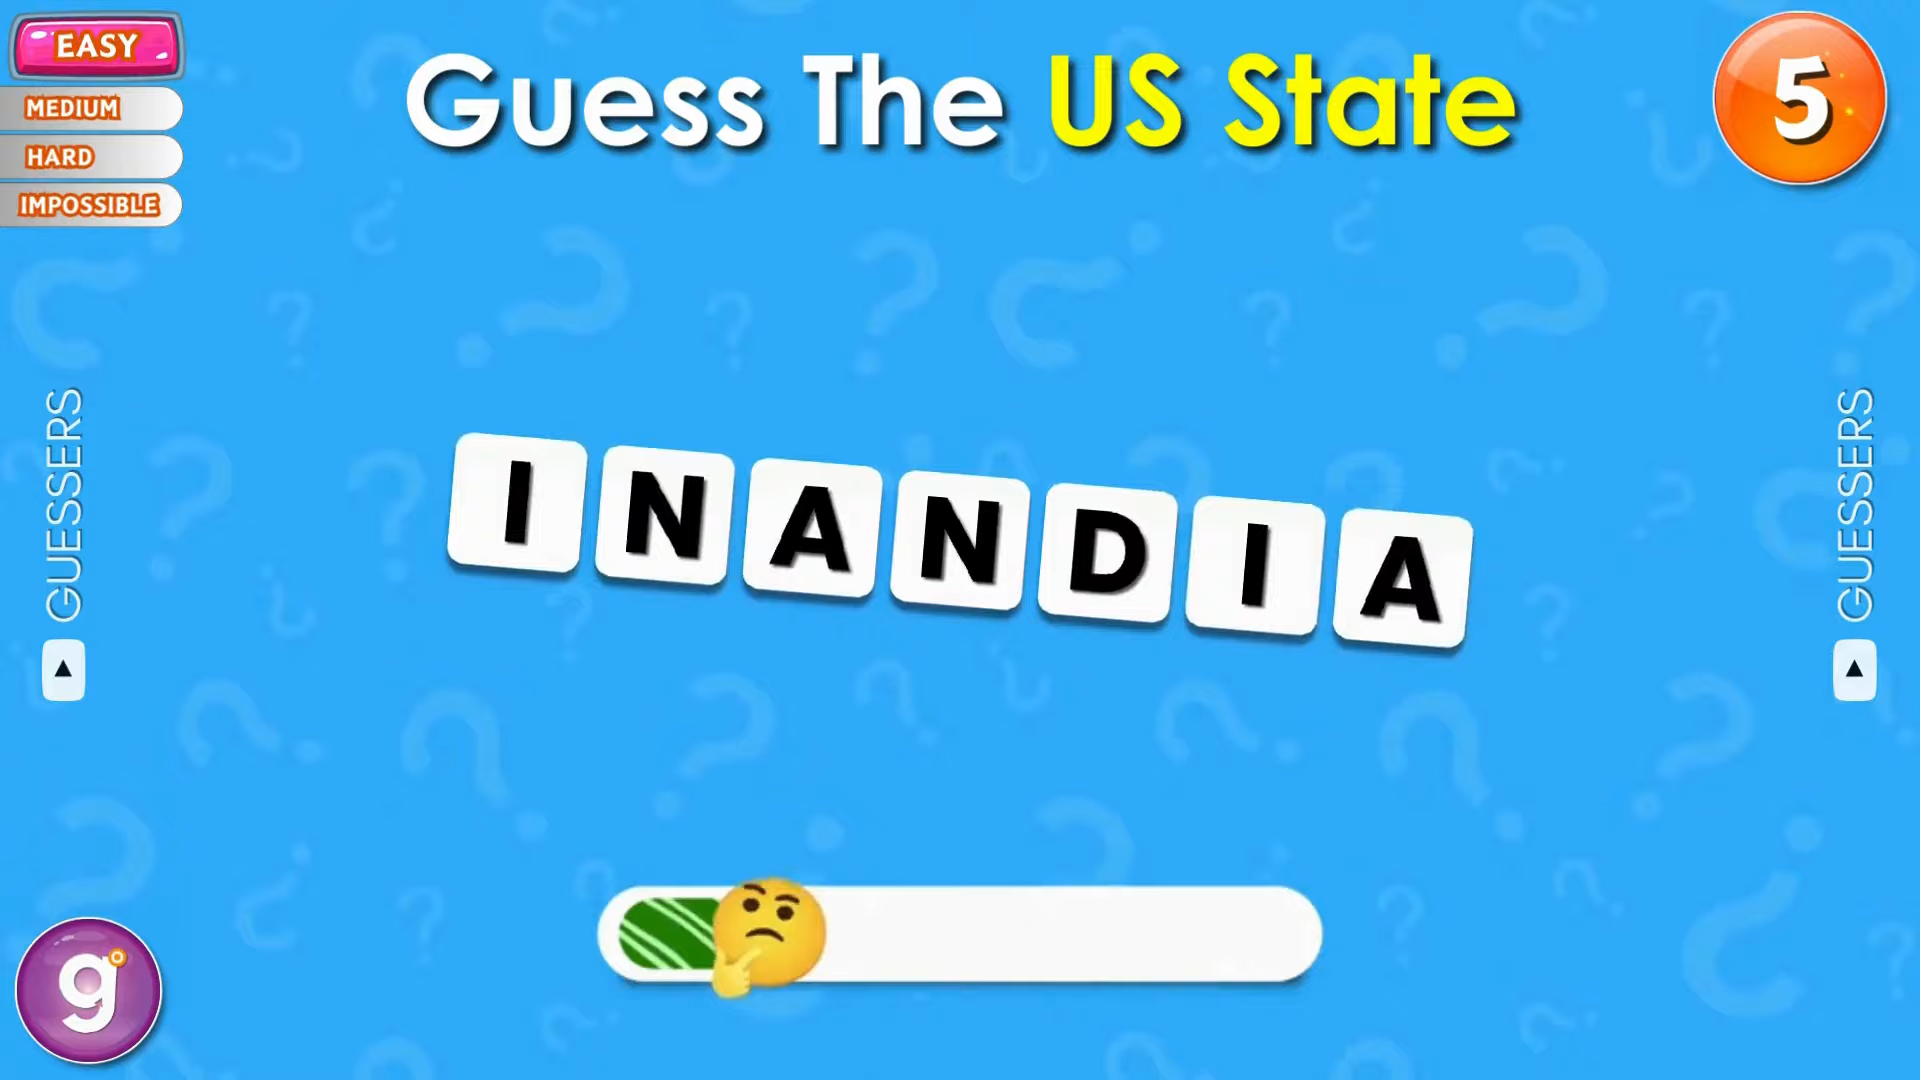 EASY
MEDIUM
HARD
IMPOSSIBLE
Guess The US State
5
GUESSERS
INANDIA
GUESSERS
g